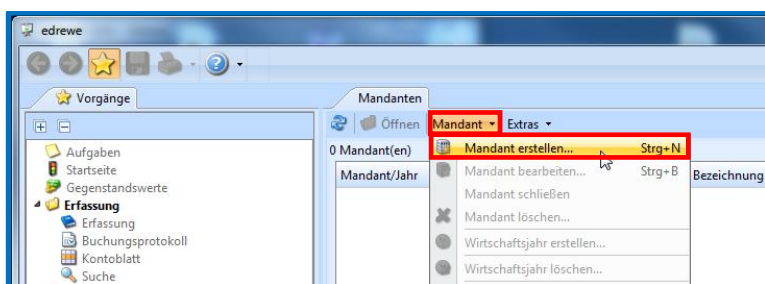 edrewe
Vorgänge
Aufgaben
Startseite
Gegenstandswerte
Erfassung
Erfassung
Buchungsprotokoll
Kontoblatt
Suche
Mandanten
Öffnen Mandant Extras
0 Mandant(en)
Mandant/Jahr
Bezeichnung
Mandant erstellen... Strg+N
Mandant bearbeiten... Strg+B
Mandant schließen
Mandant löschen...
Wirtschaftsjahr erstellen...
Wirtschaftsjahr löschen...